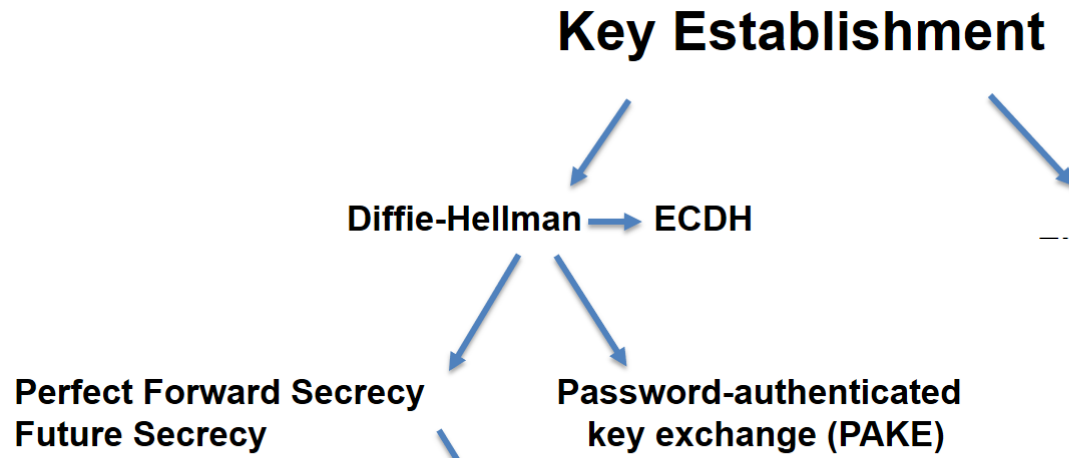 Key Establishment
Diffie-Hellman
ECDH
Perfect Forward Secrecy
Future Secrecy
Password-authenticated
key exchange (PAKE)